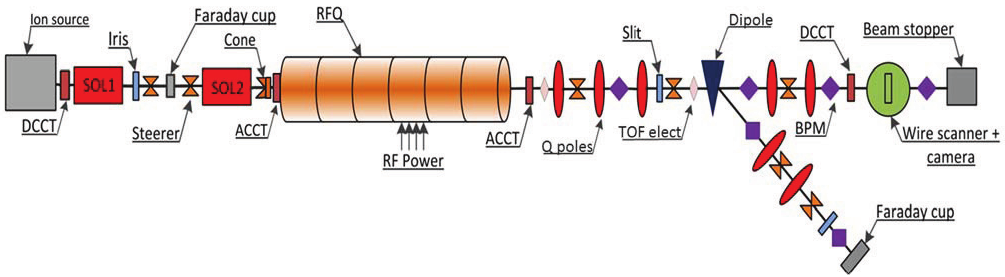 Ion source
Iris
Faraday cup
Cone
RFQ
Slit
Dipole
DCCT
Beam stopper
SOL1
SOL2
DCCT
Steerer
ACCT
RF Power
ACCT
Q poles
TOF elect
BPM
Wire scanner +
camera
Faraday cup